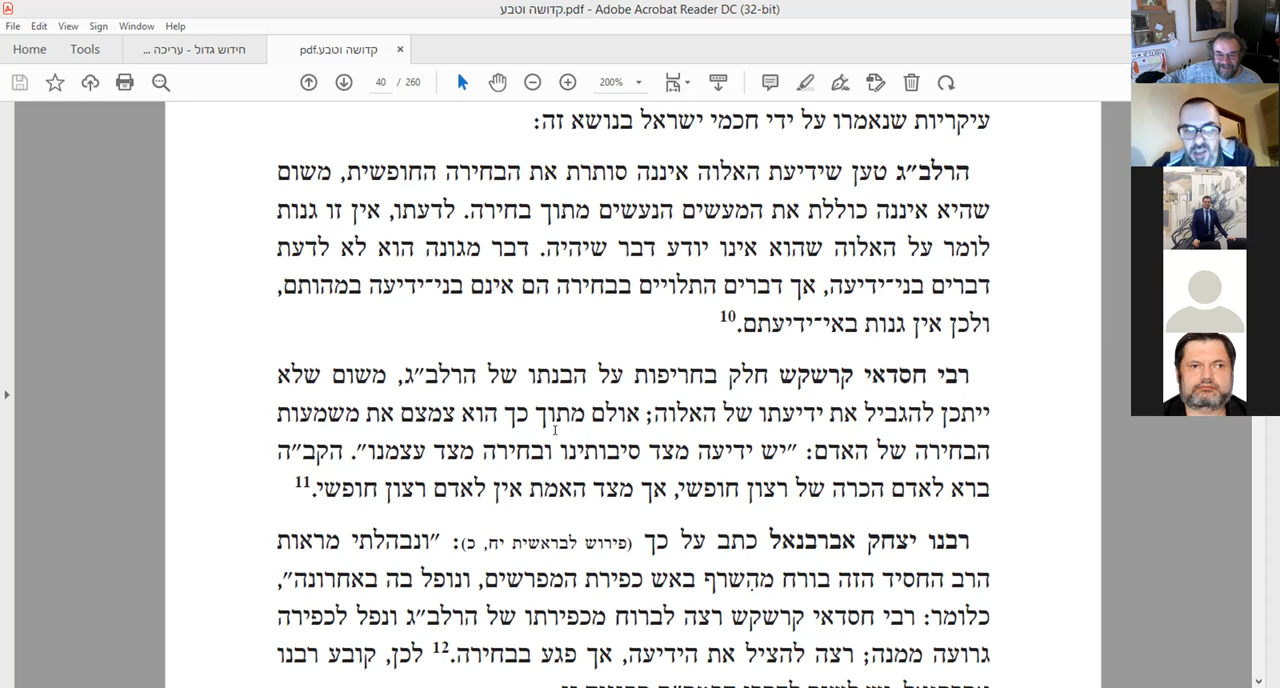 קדושה וטבע.pdf - Adobe Acrobat Reader DC (32-bit)
File Edit View Sign Window Help
Home Tools חידוש גדול - עריכה ... קדושה וטבע.pdf ×
40 / 260 200%
עיקריות שנאמרו על ידי חכמי ישראל בנושא זה:
הרלב״ג טען שידיעת האלוה איננה סותרת את הבחירה החופשית, משום
שהיא איננה כוללת את המעשים הנעשים מתוך בחירה. לדעתו, אין זו גנות
לומר על האלוה שהוא אינו יודע דבר שיהיה. דבר מגונה הוא לא לדעת
דברים בני־ידיעה, אך דברים התלויים בבחירה הם אינם בני־ידיעה במהותם,
ולכן אין גנות באי־ידיעתם.10
רבי חסדאי קרשקש חלק בחריפות על הבנתו של הרלב״ג, משום שלא
ייתכן להגביל את ידיעתו של האלוה; אולם מתוך כך הוא צמצם את משמעות
הבחירה של האדם: ״יש ידיעה מצד סיבותינו ובחירה מצד עצמנו״. הקב״ה
ברא לאדם הכרה של רצון חופשי, אך מצד האמת אין לאדם רצון חופשי.11
רבנו יצחק אברבנאל כתב על כך (פירוש לבראשית יח, כ): ״ונבהלתי מראות
הרב החסיד הזה בורח מהִשרף באש כפירת המפרשים, ונופל בה באחרונה״,
כלומר: רבי חסדאי קרשקש רצה לברוח מכפירתו של הרלב״ג ונפל לכפירה
גרועה ממנה; רצה להציל את הידיעה, אך פגע בבחירה.12 לכן, קובע רבנו